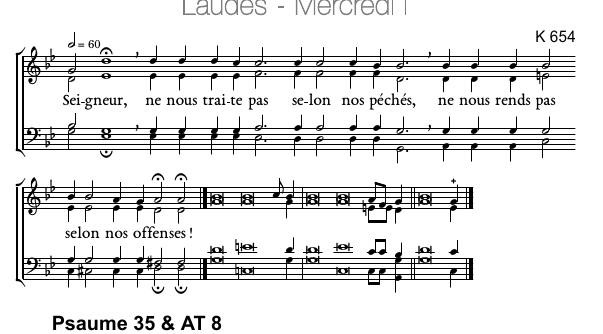 Laudes - Mercredi I
K 654
= 60
Sei-gneur, ne nous trai-te pas se-lon nos péchés, ne nous rends pas
selon nos offenses !
Psaume 35 & AT 8